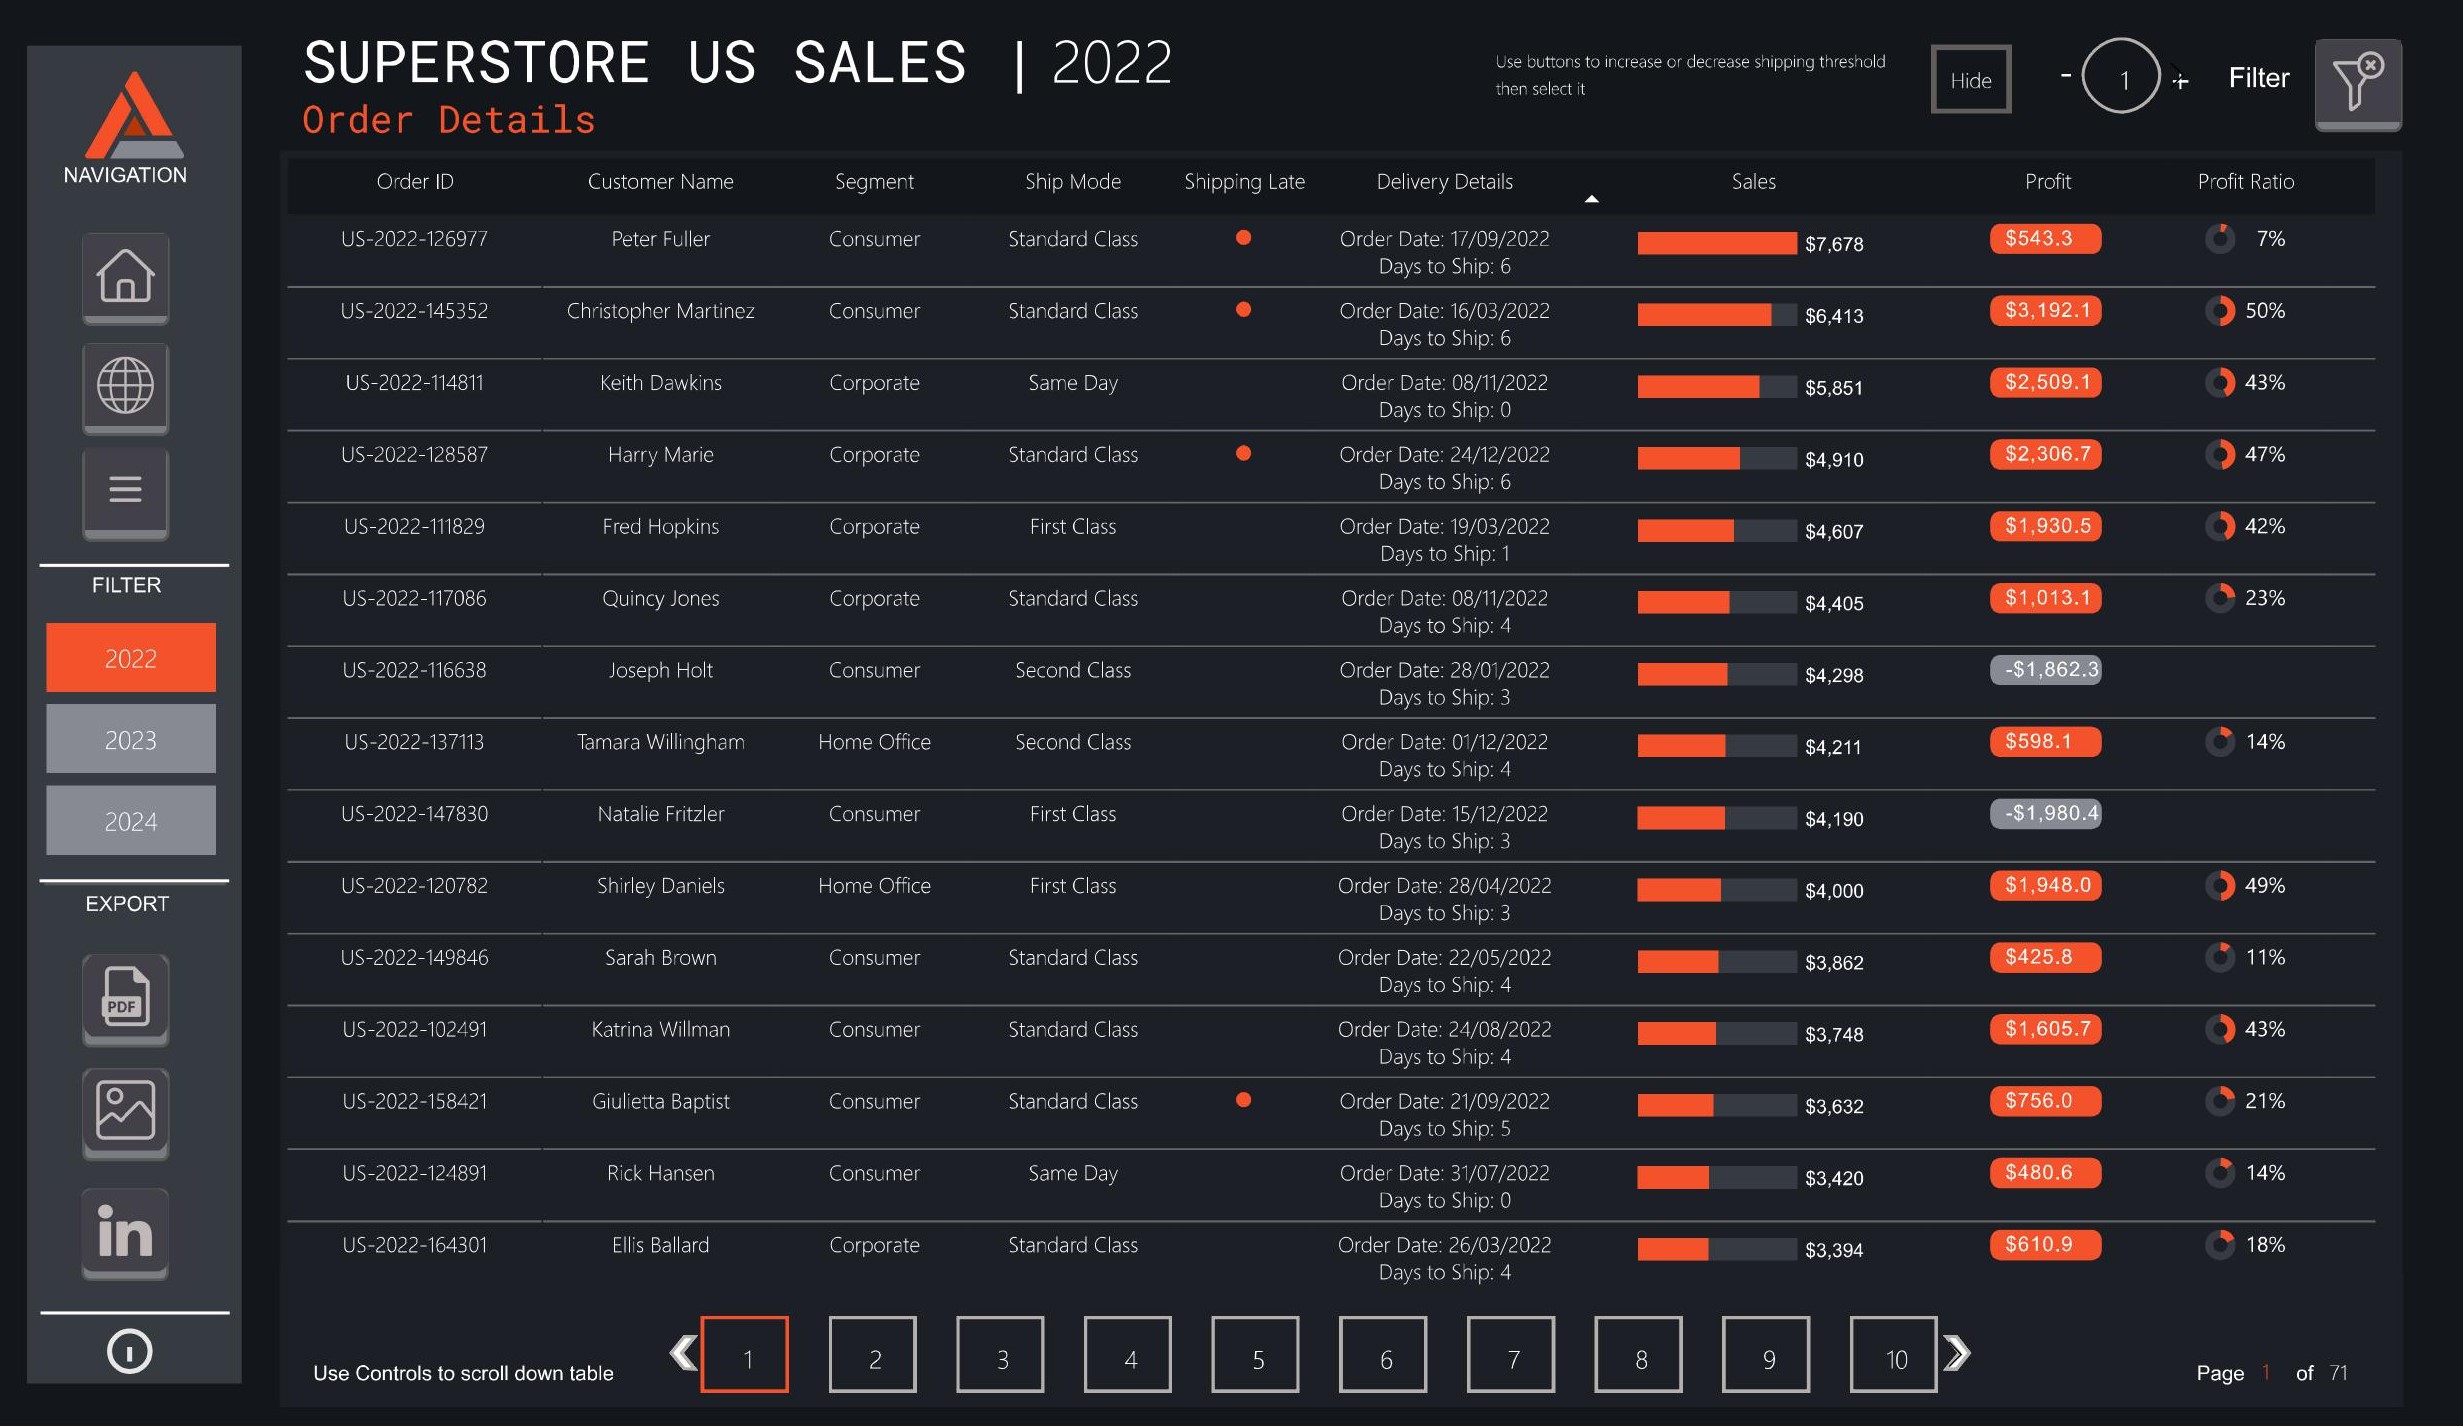 SUPERSTORE US SALES | 2022
Order Details
Use buttons to increase or decrease shipping threshold
then select it
Hide
- 1 +
Filter
NAVIGATION
FILTER
2022
2023
2024
EXPORT
PDF
in
Order ID Customer Name Segment Ship Mode Shipping Late Delivery Details Sales Profit Profit Ratio
US-2022-126977 Peter Fuller Consumer Standard Class Order Date: 17/09/2022 $7,678 $543.3 7%
Days to Ship: 6
US-2022-145352 Christopher Martinez Consumer Standard Class Order Date: 16/03/2022 $6,413 $3,192.1 50%
Days to Ship: 6
US-2022-114811 Keith Dawkins Corporate Same Day Order Date: 08/11/2022 $5,851 $2,509.1 43%
Days to Ship: 0
US-2022-128587 Harry Marie Corporate Standard Class Order Date: 24/12/2022 $4,910 $2,306.7 47%
Days to Ship: 6
US-2022-111829 Fred Hopkins Corporate First Class Order Date: 19/03/2022 $4,607 $1,930.5 42%
Days to Ship: 1
US-2022-117086 Quincy Jones Corporate Standard Class Order Date: 08/11/2022 $4,405 $1,013.1 23%
Days to Ship: 4
US-2022-116638 Joseph Holt Consumer Second Class Order Date: 28/01/2022 $4,298 -$1,862.3
Days to Ship: 3
US-2022-137113 Tamara Willingham Home Office Second Class Order Date: 01/12/2022 $4,211 $598.1 14%
Days to Ship: 4
US-2022-147830 Natalie Fritzler Consumer First Class Order Date: 15/12/2022 $4,190 -$1,980.4
Days to Ship: 3
US-2022-120782 Shirley Daniels Home Office First Class Order Date: 28/04/2022 $4,000 $1,948.0 49%
Days to Ship: 3
US-2022-149846 Sarah Brown Consumer Standard Class Order Date: 22/05/2022 $3,862 $425.8 11%
Days to Ship: 4
US-2022-102491 Katrina Willman Consumer Standard Class Order Date: 24/08/2022 $3,748 $1,605.7 43%
Days to Ship: 4
US-2022-158421 Giulietta Baptist Consumer Standard Class Order Date: 21/09/2022 $3,632 $756.0 21%
Days to Ship: 5
US-2022-124891 Rick Hansen Consumer Same Day Order Date: 31/07/2022 $3,420 $480.6 14%
Days to Ship: 0
US-2022-164301 Ellis Ballard Corporate Standard Class Order Date: 26/03/2022 $3,394 $610.9 18%
Days to Ship: 4
Use Controls to scroll down table
1 2 3 4 5 6 7 8 9 10
Page 1 of 71